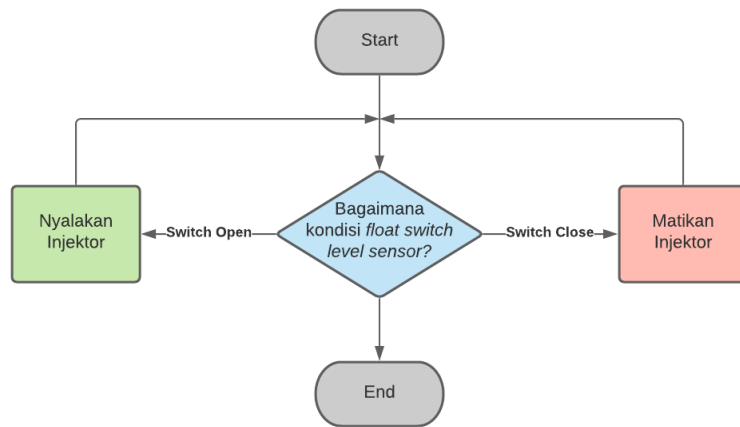 Start
Bagaimana
kondisi float switch
level sensor?
Switch Open
Nyalakan
Injektor
Switch Close
Matikan
Injektor
End